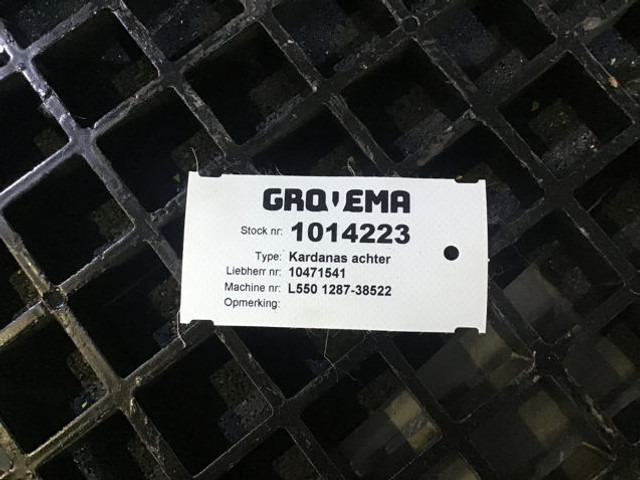 GRO'EMA
Stock nr: 1014223
Type: Kardanas achter
Liebherr nr: 10471541
Machine nr: L550 1287-38522
Opmerking: